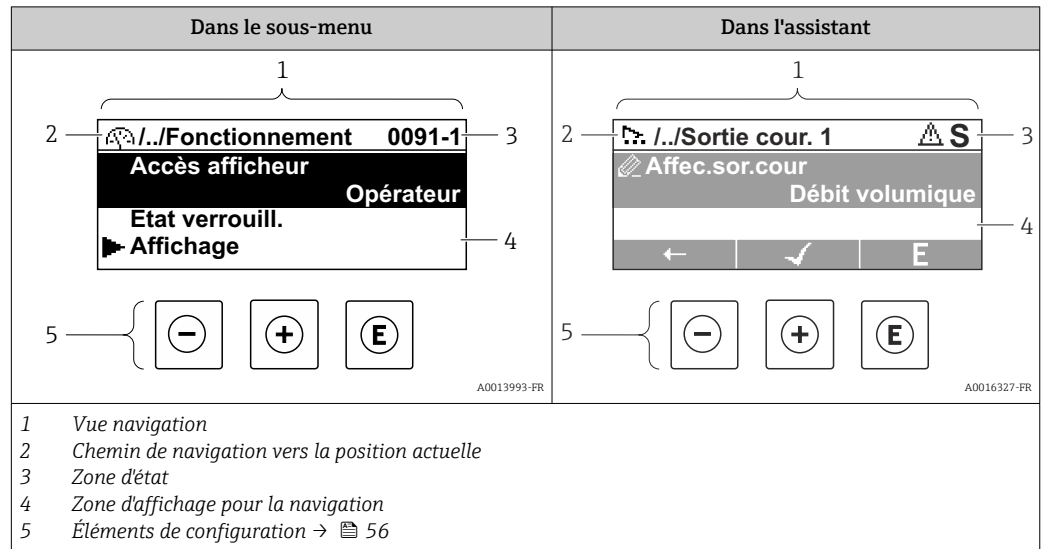 Dans le sous-menu
Dans l'assistant
1
2
/../Fonctionnement 0091-1
3
Accès afficheur
Opérateur
Etat verrouill.
Affichage
4
5
- + E
A0013993-FR
1
2
/../Sortie cour. 1 S
3
Affec.sor.cour
Débit volumique
4
← ✓ E
5
- + E
A0016327-FR
1 Vue navigation
2 Chemin de navigation vers la position actuelle
3 Zone d'état
4 Zone d'affichage pour la navigation
5 Éléments de configuration → 56